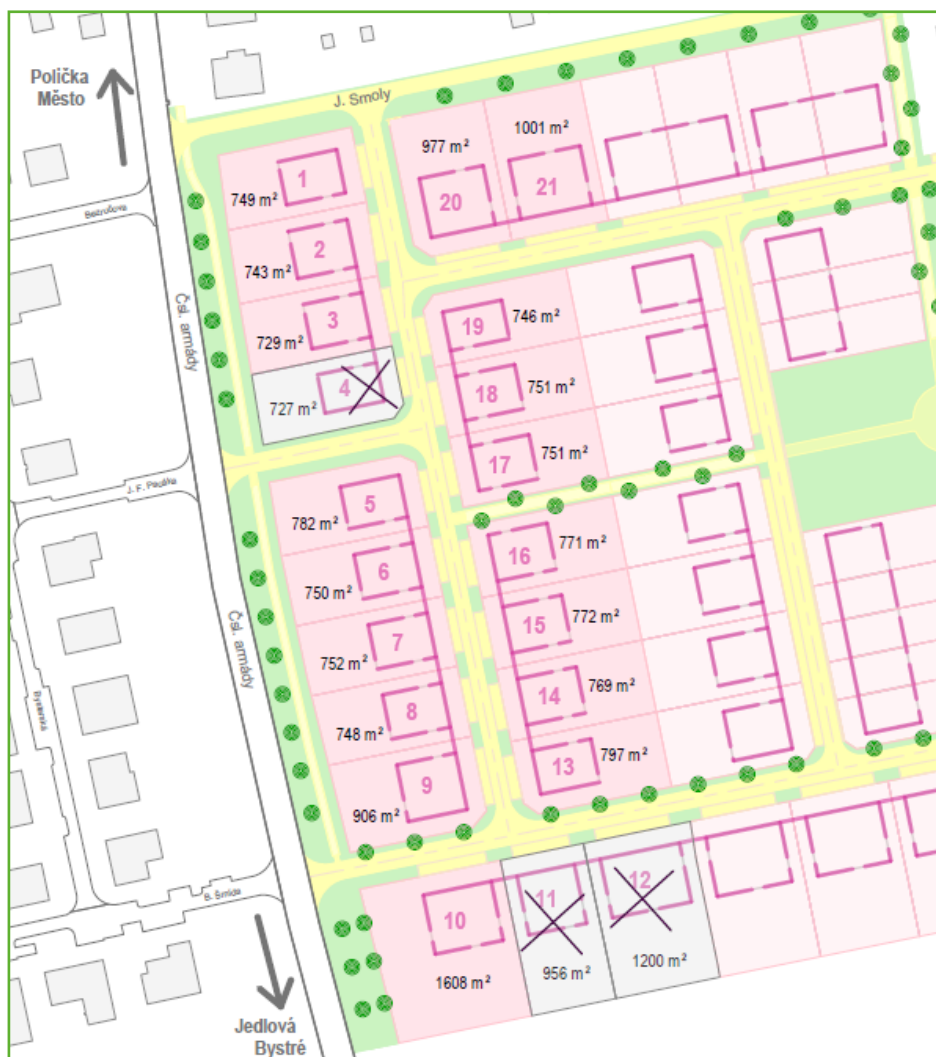 Polička
Město
J. Smoly
977 m²
1001 m²
20
21
1
749 m²
2
743 m²
3
729 m²
4
727 m²
Bezručova
Čsl. armády
19
746 m²
18
751 m²
17
751 m²
J. F. Pacáka
5
782 m²
6
750 m²
7
752 m²
8
748 m²
9
906 m²
16
771 m²
15
772 m²
14
769 m²
13
797 m²
Čsl. armády
Bysterská
B. Šmída
10
1608 m²
11
956 m²
12
1200 m²
Jedlová
Bystré